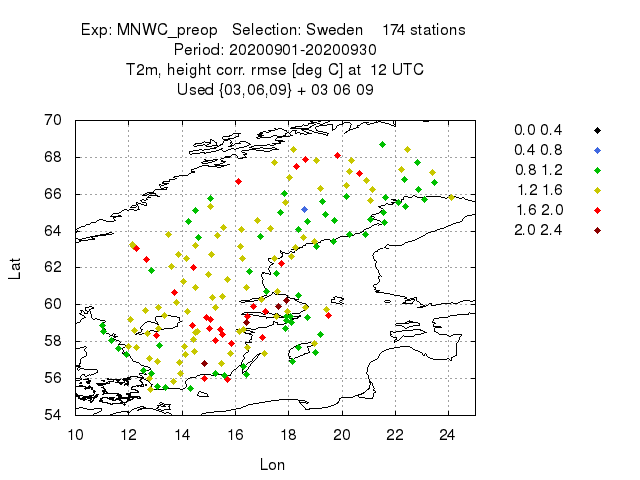 Exp: MNWC_preop Selection: Sweden 174 stations
Period: 20200901-20200930
T2m, height corr. rmse [deg C] at 12 UTC
Used {03,06,09} + 03 06 09
70
68
66
64
62
60
58
56
54
Lat
10 12 14 16 18 20 22 24
Lon
0.0 0.4
0.4 0.8
0.8 1.2
1.2 1.6
1.6 2.0
2.0 2.4